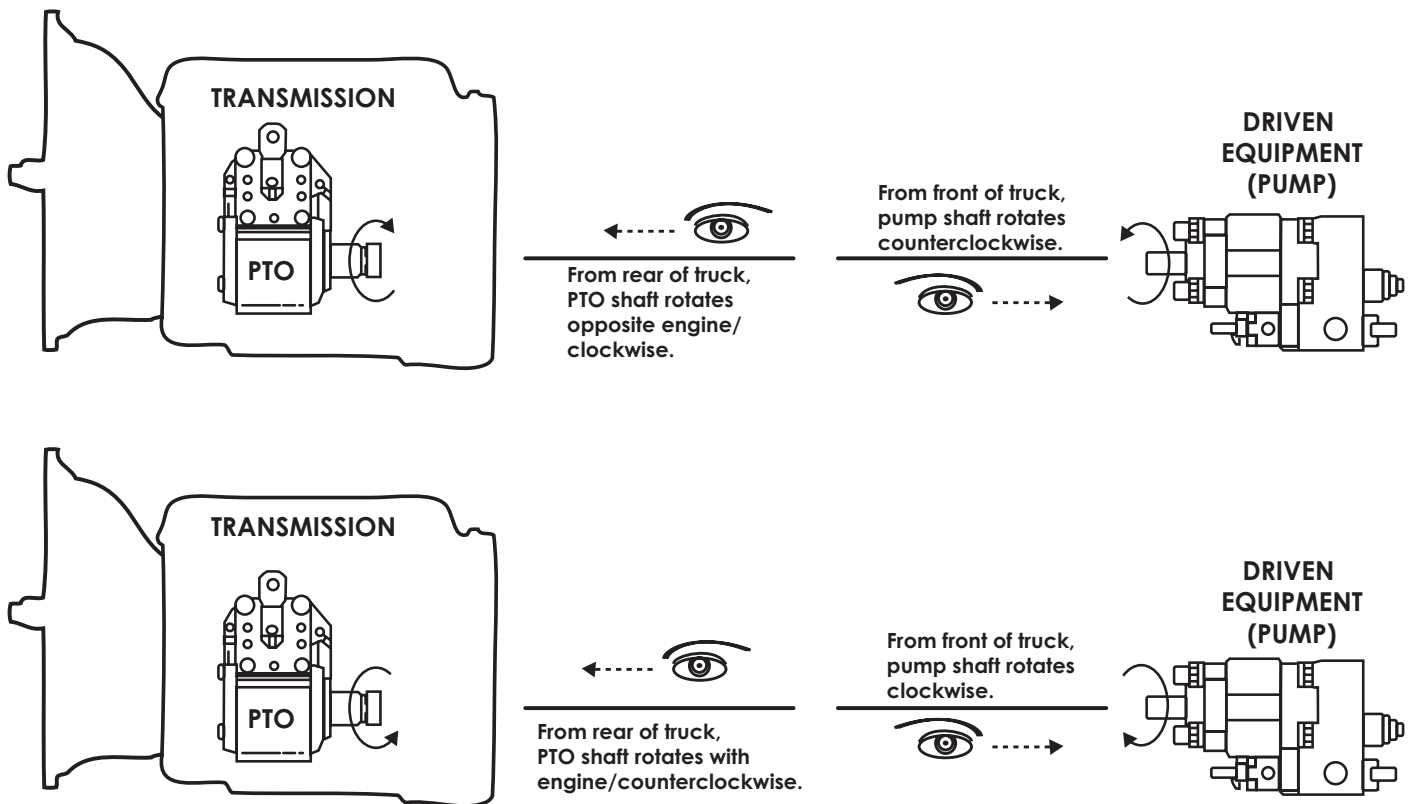 TRANSMISSION
PTO
From rear of truck,
PTO shaft rotates
opposite engine/
clockwise.
From front of truck,
pump shaft rotates
counterclockwise.
DRIVEN
EQUIPMENT
(PUMP)
TRANSMISSION
PTO
From rear of truck,
PTO shaft rotates with
engine/counterclockwise.
From front of truck,
pump shaft rotates
clockwise.
DRIVEN
EQUIPMENT
(PUMP)